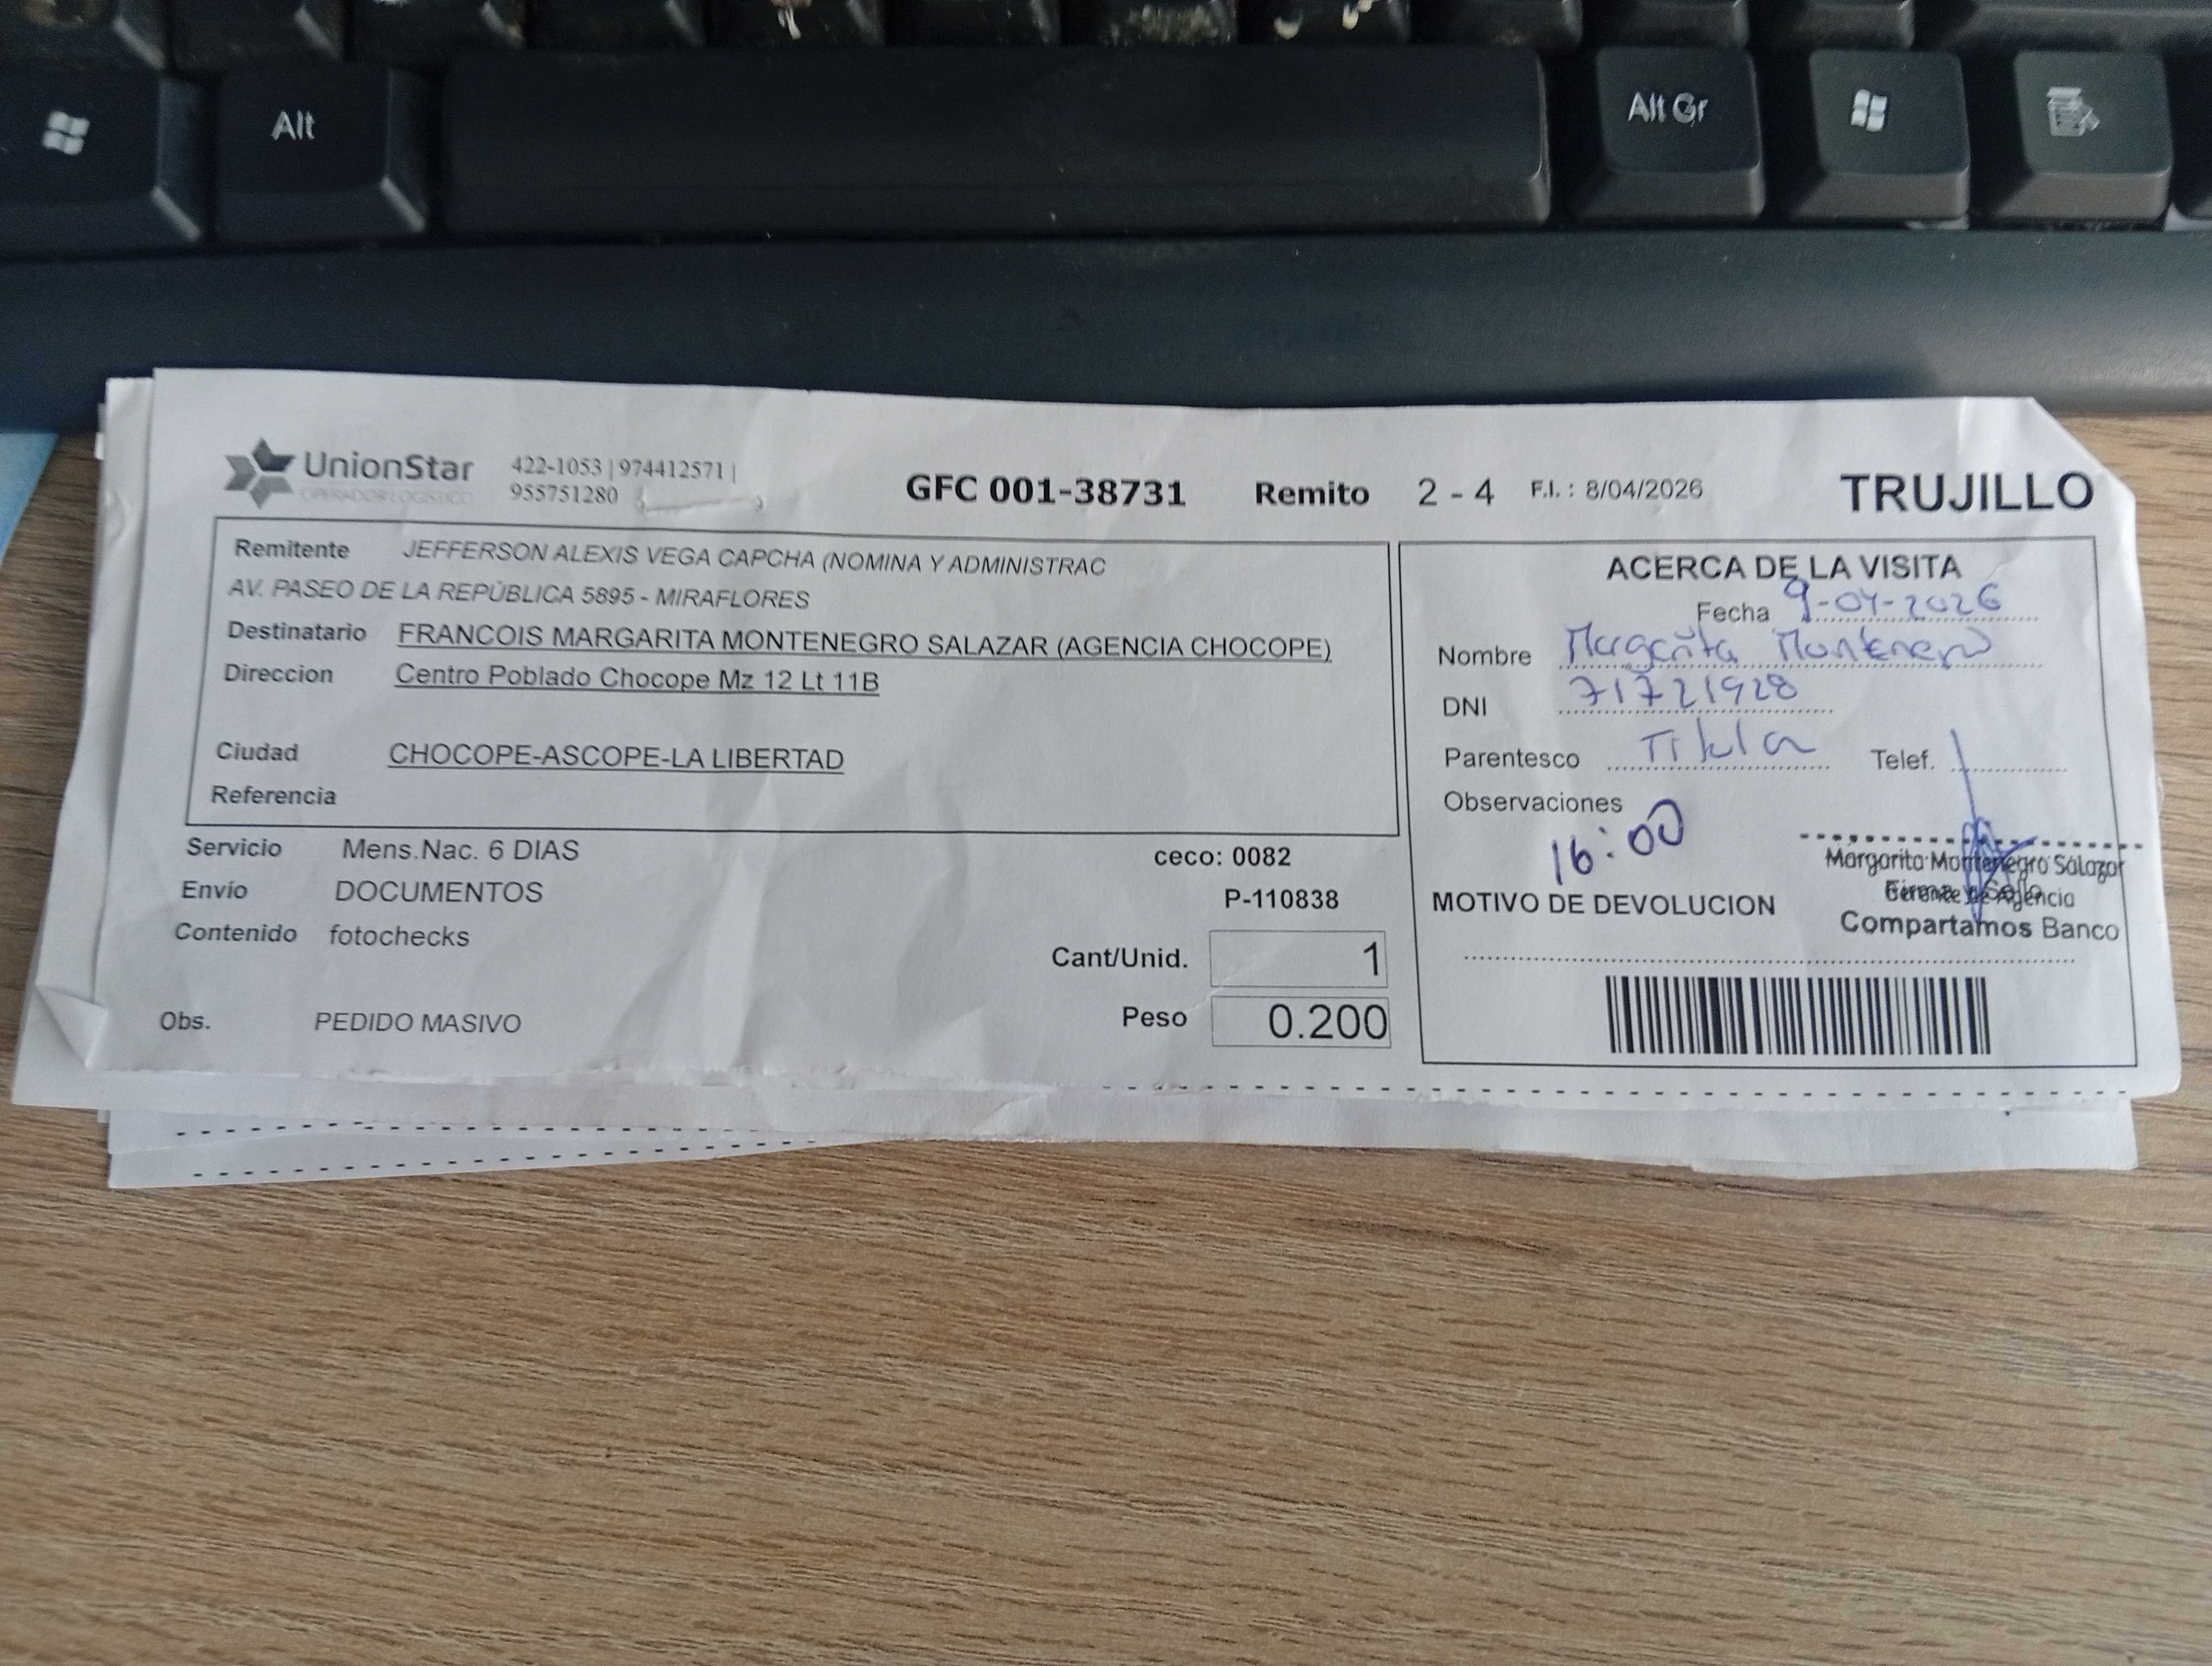 Alt
Alt Gr
UnionStar
OPERADOR LOGISTICO
422-1053 | 974412571 |
955751280
GFC 001-38731 Remito 2 - 4 F.I. : 8/04/2026 TRUJILLO
Remitente JEFFERSON ALEXIS VEGA CAPCHA (NOMINA Y ADMINISTRAC
AV. PASEO DE LA REPÚBLICA 5895 - MIRAFLORES
Destinatario FRANCOIS MARGARITA MONTENEGRO SALAZAR (AGENCIA CHOCOPE)
Direccion Centro Poblado Chocope Mz 12 Lt 11B
Ciudad CHOCOPE-ASCOPE-LA LIBERTAD
Referencia
Servicio Mens.Nac. 6 DIAS
ceco: 0082
Envío DOCUMENTOS
P-110838
Contenido fotochecks
Cant/Unid. 1
Obs. PEDIDO MASIVO
Peso 0.200
ACERCA DE LA VISITA
Fecha 9-04-2026
Nombre Margarita Montenegro
DNI 71721928
Parentesco Titular
Telef.
Observaciones
16:00
Margarita Montenegro Salazar
Gerente de Agencia
Firma y Sello
Compartamos Banco
MOTIVO DE DEVOLUCION